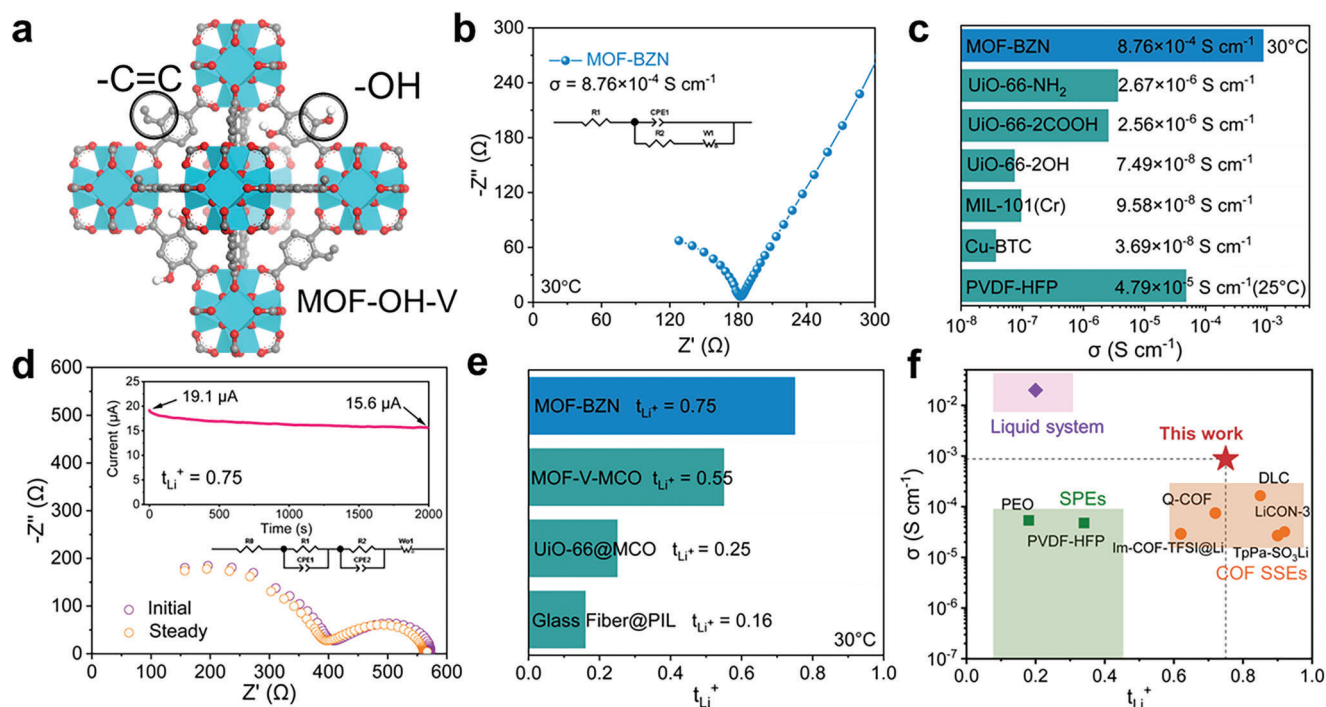 a
-C=C
-OH
MOF-OH-V
b
MOF-BZN
σ = 8.76×10⁻⁴ S cm⁻¹
R1
CPE1
R2
W1
30°C
-Z'' (Ω)
300
240
180
120
60
0
0
60
120
180
240
300
Z' (Ω)
c
MOF-BZN 8.76×10⁻⁴ S cm⁻¹
30°C
UiO-66-NH₂ 2.67×10⁻⁶ S cm⁻¹
UiO-66-2COOH 2.56×10⁻⁶ S cm⁻¹
UiO-66-2OH 7.49×10⁻⁸ S cm⁻¹
MIL-101(Cr) 9.58×10⁻⁸ S cm⁻¹
Cu-BTC 3.69×10⁻⁸ S cm⁻¹
PVDF-HFP 4.79×10⁻⁵ S cm⁻¹(25°C)
10⁻⁸
10⁻⁷
10⁻⁶
10⁻⁵
10⁻⁴
10⁻³
σ (S cm⁻¹)
d
-Z'' (Ω)
600
500
400
300
200
100
0
Current (μA)
25
20
15
10
5
0
19.1 μA
15.6 μA
t_Li⁺ = 0.75
0
500
1000
1500
2000
Time (s)
R0
R1
R2
Wo1
CPE1
CPE2
Initial
Steady
0
100
200
300
400
500
600
Z' (Ω)
e
MOF-BZN t_Li⁺ = 0.75
MOF-V-MCO t_Li⁺ = 0.55
UiO-66@MCO t_Li⁺ = 0.25
Glass Fiber@PIL t_Li⁺ = 0.16
30°C
0.0
0.2
0.4
0.6
0.8
1.0
t_Li⁺
f
σ (S cm⁻¹)
10⁻²
10⁻³
10⁻⁴
10⁻⁵
10⁻⁶
10⁻⁷
Liquid system
This work
SPEs
PEO
PVDF-HFP
DLC
Q-COF
LiCON-3
Im-COF-TFSI@Li
TpPa-SO₃Li
COF SSEs
0.0
0.2
0.4
0.6
0.8
1.0
t_Li⁺